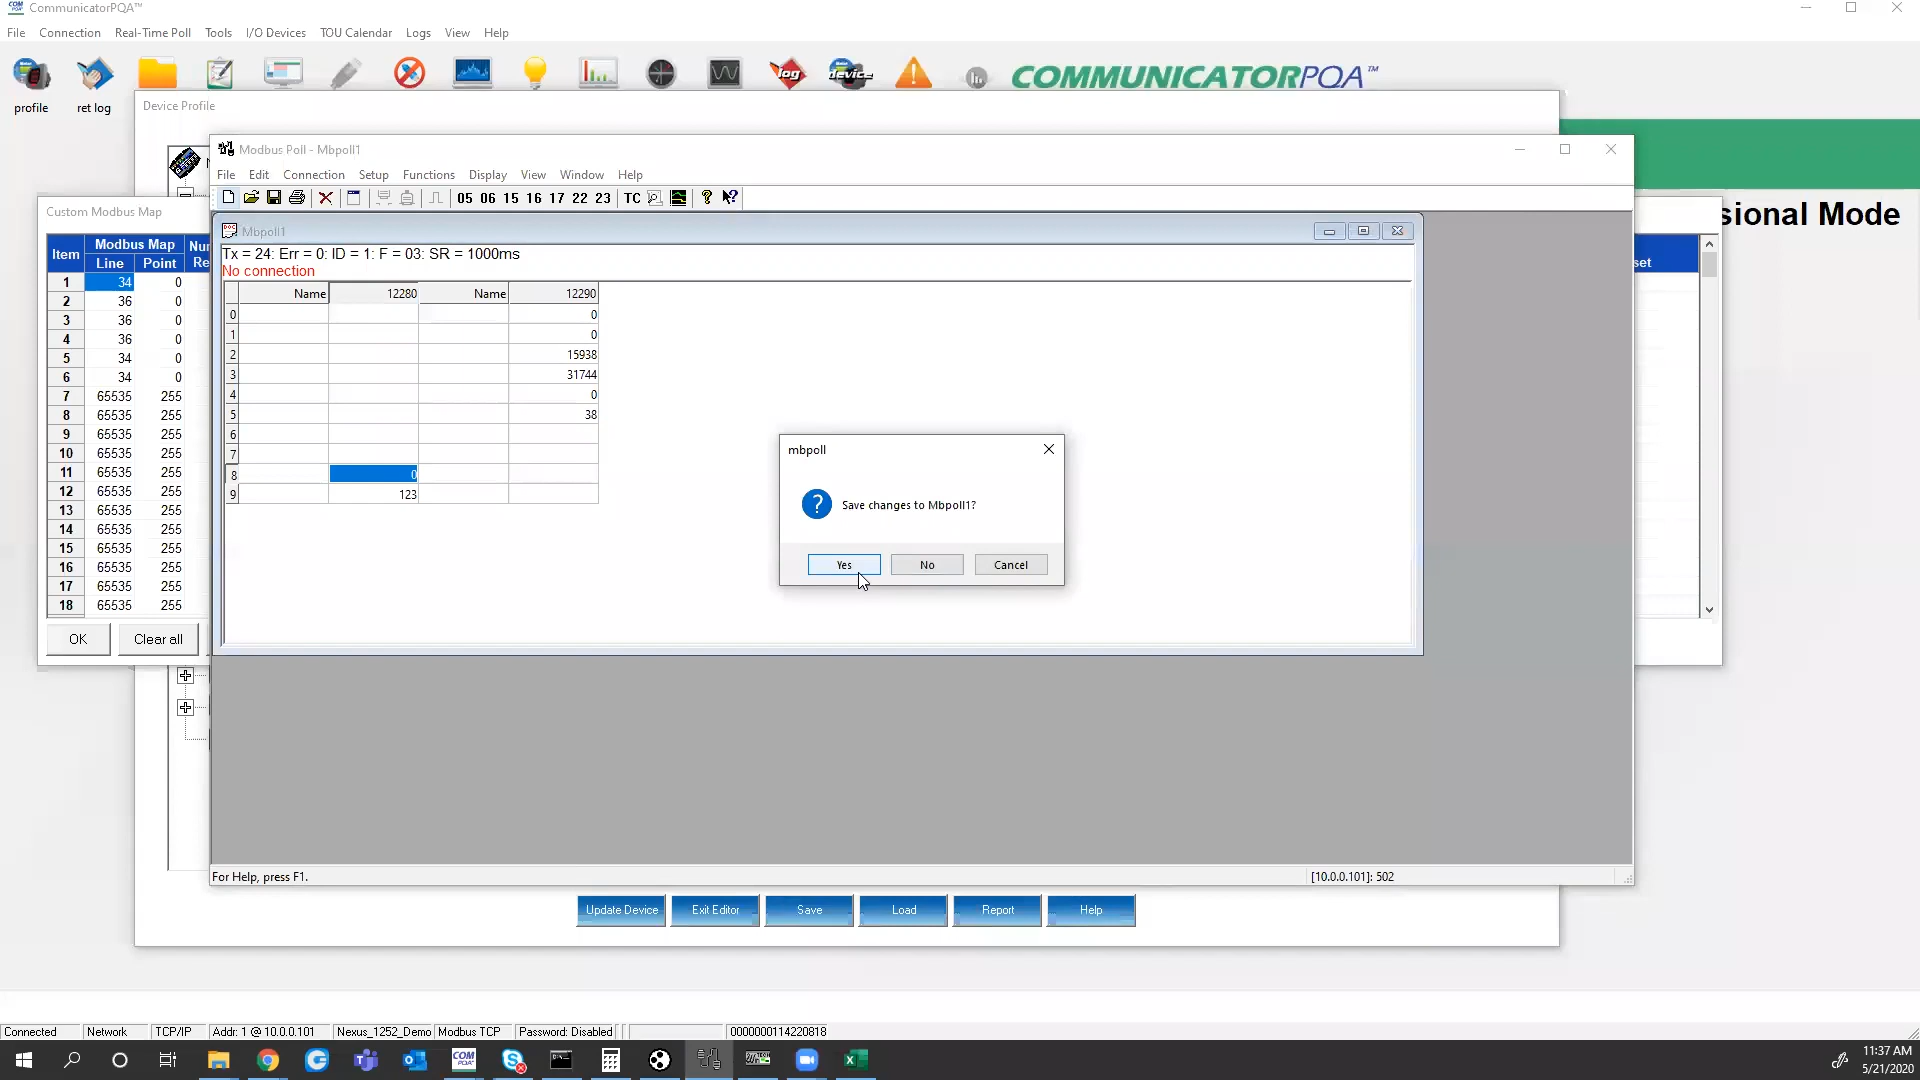 CommunicatorPQA™
File Connection Real-Time Poll Tools I/O Devices TOU Calendar Logs View Help
profile ret log log device COMMUNICATORPQA™
Device Profile
Modbus Poll - Mbpoll1
File Edit Connection Setup Functions Display View Window Help
05 06 15 16 17 22 23 TC
Custom Modbus Map
sional Mode
Mbpoll1
Tx = 24: Err = 0: ID = 1: F = 03: SR = 1000ms
No connection
Item Modbus Map Nu
Line Point Re
set
1 34 0
2 36 0
3 36 0
4 36 0
5 34 0
6 34 0
7 65535 255
8 65535 255
9 65535 255
10 65535 255
11 65535 255
12 65535 255
13 65535 255
14 65535 255
15 65535 255
16 65535 255
17 65535 255
18 65535 255
Name 12280 Name 12290
0 0
1 0
2 15938
3 31744
4 0
5 38
6
7
8 0
9 123
mbpoll
Save changes to Mbpoll1?
Yes No Cancel
OK Clear all
For Help, press F1. [10.0.0.101]: 502
Update Device Exit Editor Save Load Report Help
Connected Network TCP/IP Addr: 1 @ 10.0.0.101 Nexus_1252_Demo Modbus TCP Password: Disabled 0000000114220818
11:37 AM
5/21/2020